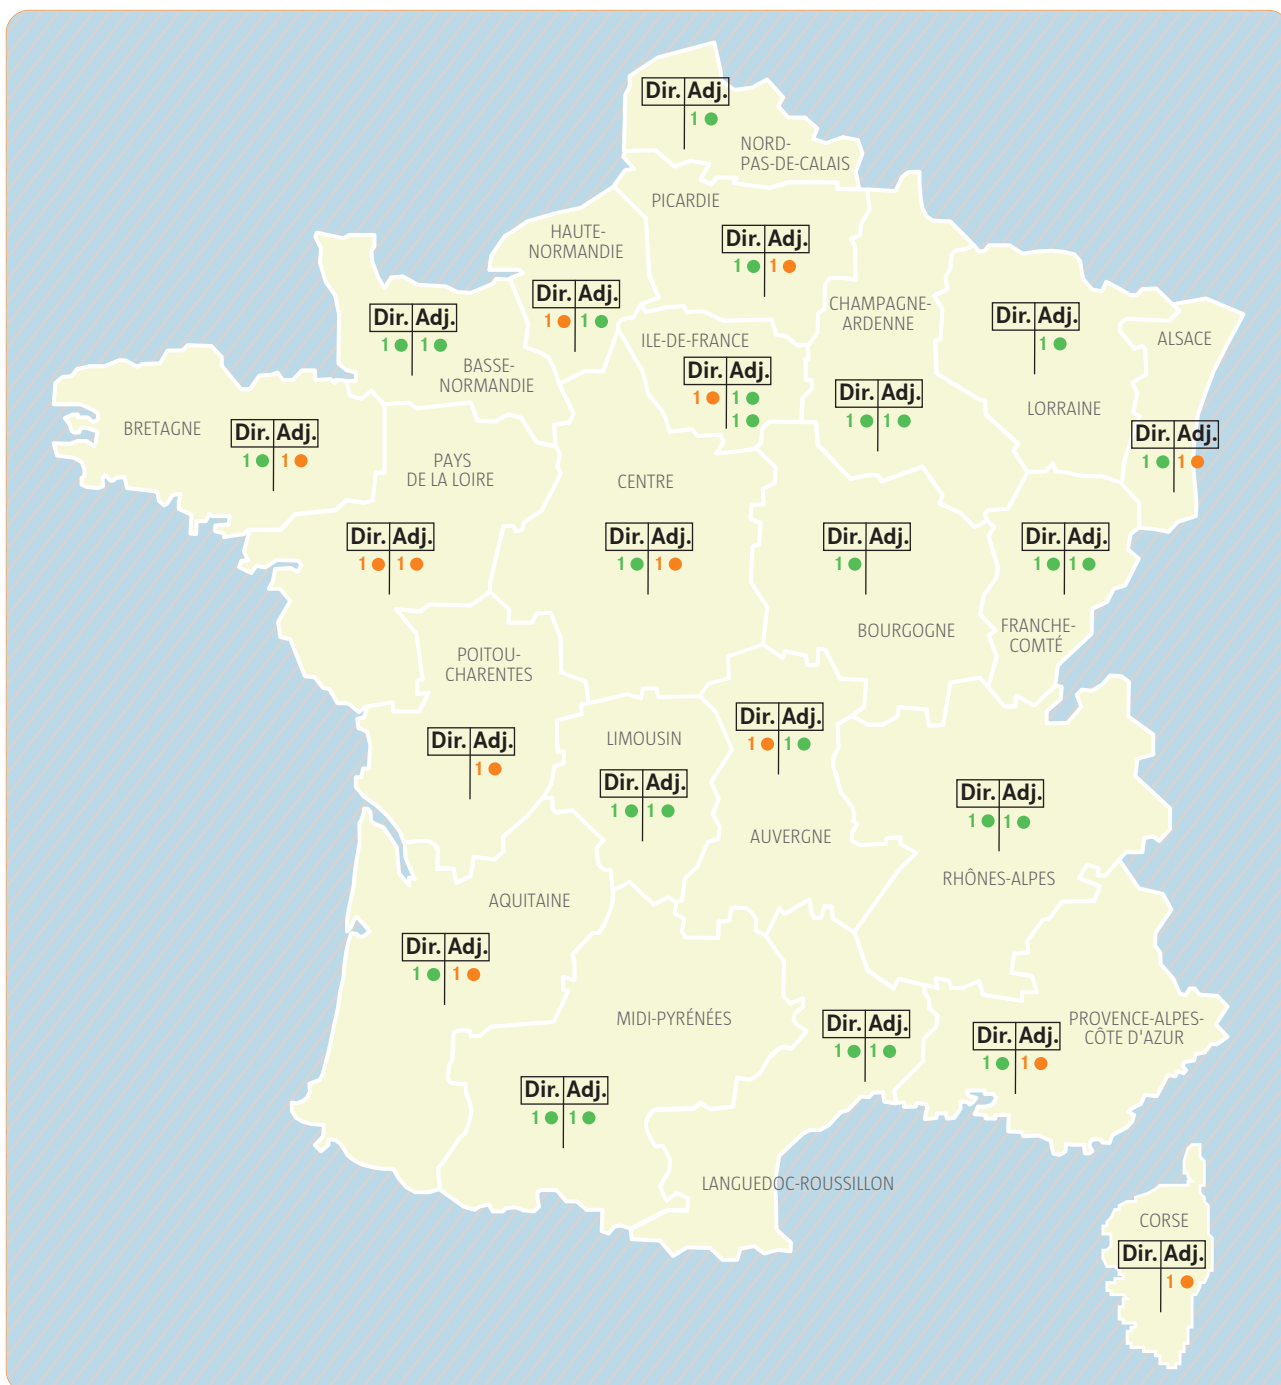 Dir. Adj.
1
NORD-
PAS-DE-CALAIS
PICARDIE
Dir. Adj.
1 1
HAUTE-
NORMANDIE
Dir. Adj.
1 1
Dir. Adj.
1 1
BASSE-
NORMANDIE
ILE-DE-FRANCE
Dir. Adj.
1 1
1
CHAMPAGNE-
ARDENNE
Dir. Adj.
1 1
Dir. Adj.
1
LORRAINE
ALSACE
Dir. Adj.
1 1
BRETAGNE
Dir. Adj.
1 1
PAYS
DE LA LOIRE
Dir. Adj.
1 1
CENTRE
Dir. Adj.
1 1
Dir. Adj.
1
BOURGOGNE
Dir. Adj.
1 1
FRANCHE-
COMTÉ
POITOU-
CHARENTES
Dir. Adj.
1
LIMOUSIN
Dir. Adj.
1 1
Dir. Adj.
1 1
AUVERGNE
Dir. Adj.
1 1
RHÔNES-ALPES
AQUITAINE
Dir. Adj.
1 1
MIDI-PYRÉNÉES
Dir. Adj.
1 1
Dir. Adj.
1 1
LANGUEDOC-ROUSSILLON
PROVENCE-ALPES-
CÔTE D'AZUR
Dir. Adj.
1 1
CORSE
Dir. Adj.
1